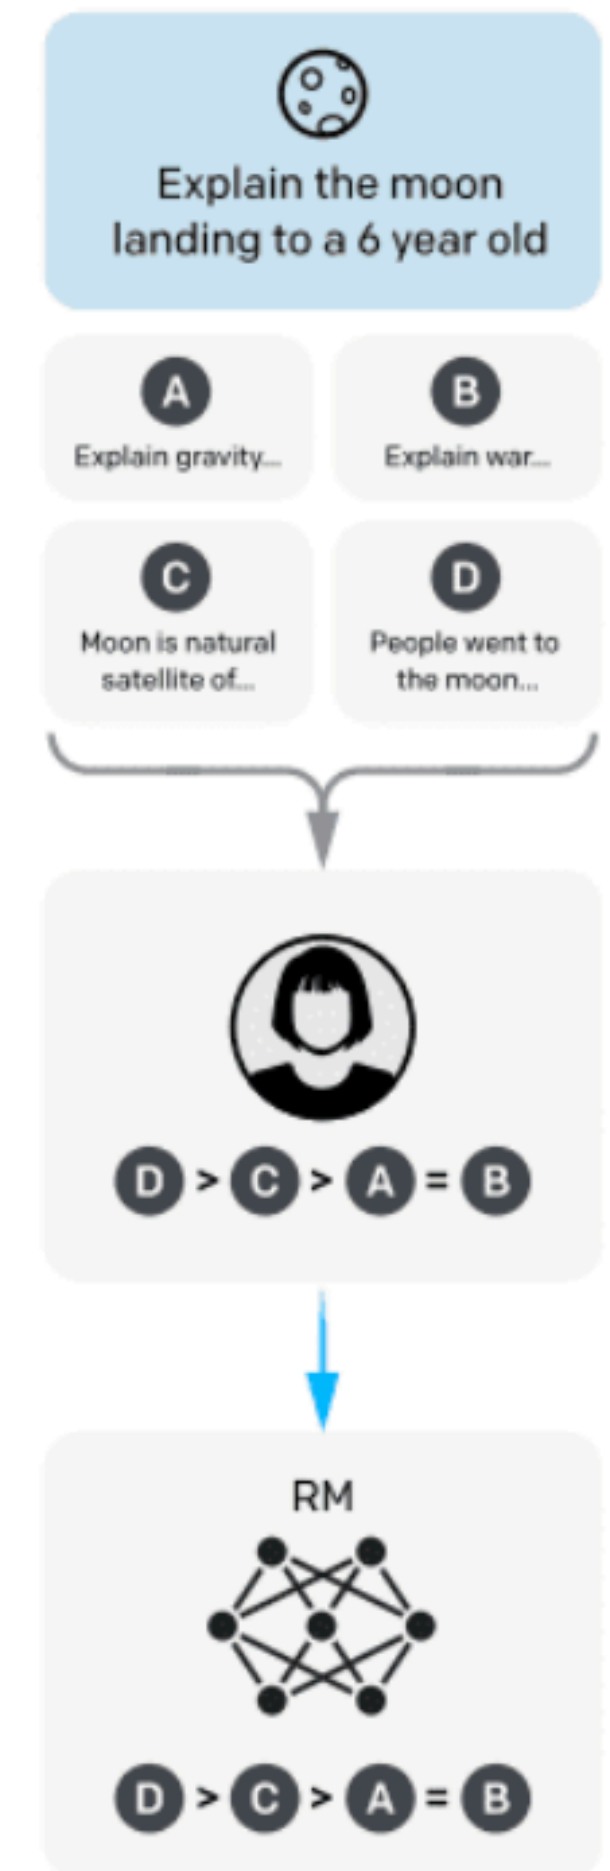 Explain the moon
landing to a 6 year old
A
Explain gravity...
B
Explain war...
C
Moon is natural
satellite of...
D
People went to
the moon...
D > C > A = B
RM
D > C > A = B